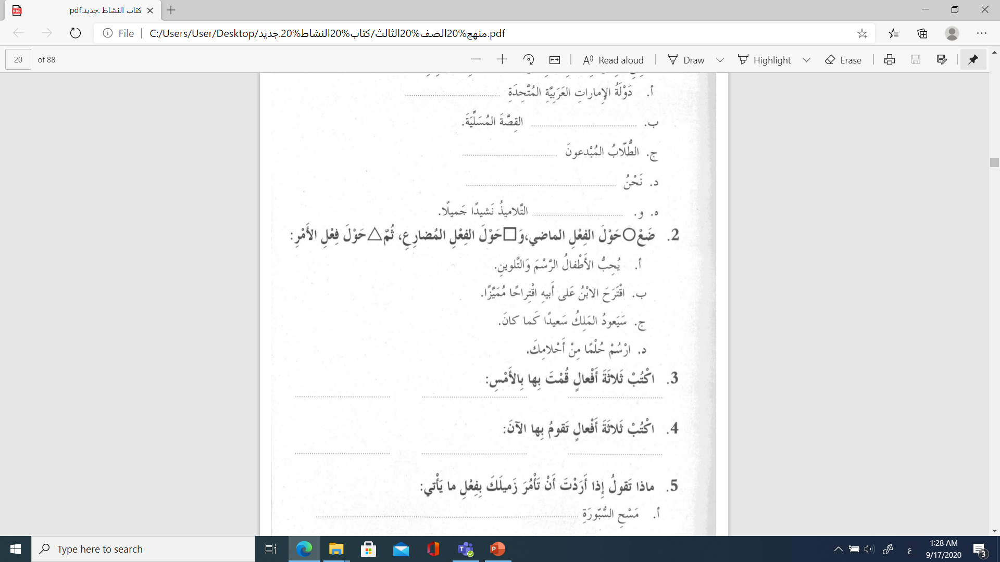 كتاب النشاط .جديد.pdf
File
C:/Users/User/Desktop/منهج%20الصف%20الثالث/كتاب%20النشاط%20.جديد.pdf
20 of 88
Read aloud
Draw
Highlight
Erase
أ. دَوْلَةُ الإِماراتِ العَرَبِيَّةِ المُتَّحِدَةِ ..............................
ب. .............................. القِصَّةَ المُسَلِّيَةَ.
ج. الطُّلّابُ المُبْدعونَ ..............................
د. نَحْنُ ..............................
ه. و. .............................. التَّلاميذُ نَشيدًا جَميلًا.
2. ضَعْ ○ حَوْلَ الفِعْلِ الماضي، وَ □ حَوْلَ الفِعْلِ المُضارِعِ، ثُمَّ △ حَوْلَ فِعْلِ الأَمْرِ:
أ. يُحِبُّ الأَطْفالُ الرَّسْمَ وَالتَّلوينِ.
ب. اقْتَرَحَ الابْنُ عَلى أَبيهِ اقْتِراحًا مُمَيَّزًا.
ج. سَيَعودُ المَلِكُ سَعيدًا كَما كانَ.
د. ارْسُمْ حُلْمًا مِنْ أَحْلامِكَ.
3. اكْتُبْ ثَلاثَةَ أَفْعالٍ قُمْتَ بِها بِالأَمْسِ:
4. اكْتُبْ ثَلاثَةَ أَفْعالٍ تَقومُ بِها الآنَ:
5. ماذا تَقولُ إِذا أَرَدْتَ أَنْ تَأْمُرَ زَميلَكَ بِفِعْلِ ما يَأْتي:
أ. مَسْحِ السُّبّورَةِ ..............................
Type here to search
ع
1:28 AM
9/17/2020
3